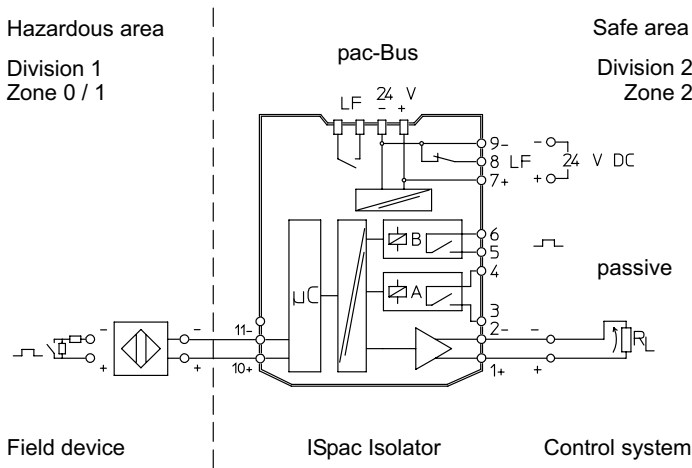 Hazardous area
Safe area
Division 1
Zone 0 / 1
Division 2
Zone 2
pac-Bus
LF 24 V
- +
9-
8 LF
7+
-
+
24 V DC
B
6
5
4
A
3
passive
µC
11-
10+
2-
1+
- -
+ +
- RL
+
Field device
ISpac Isolator
Control system